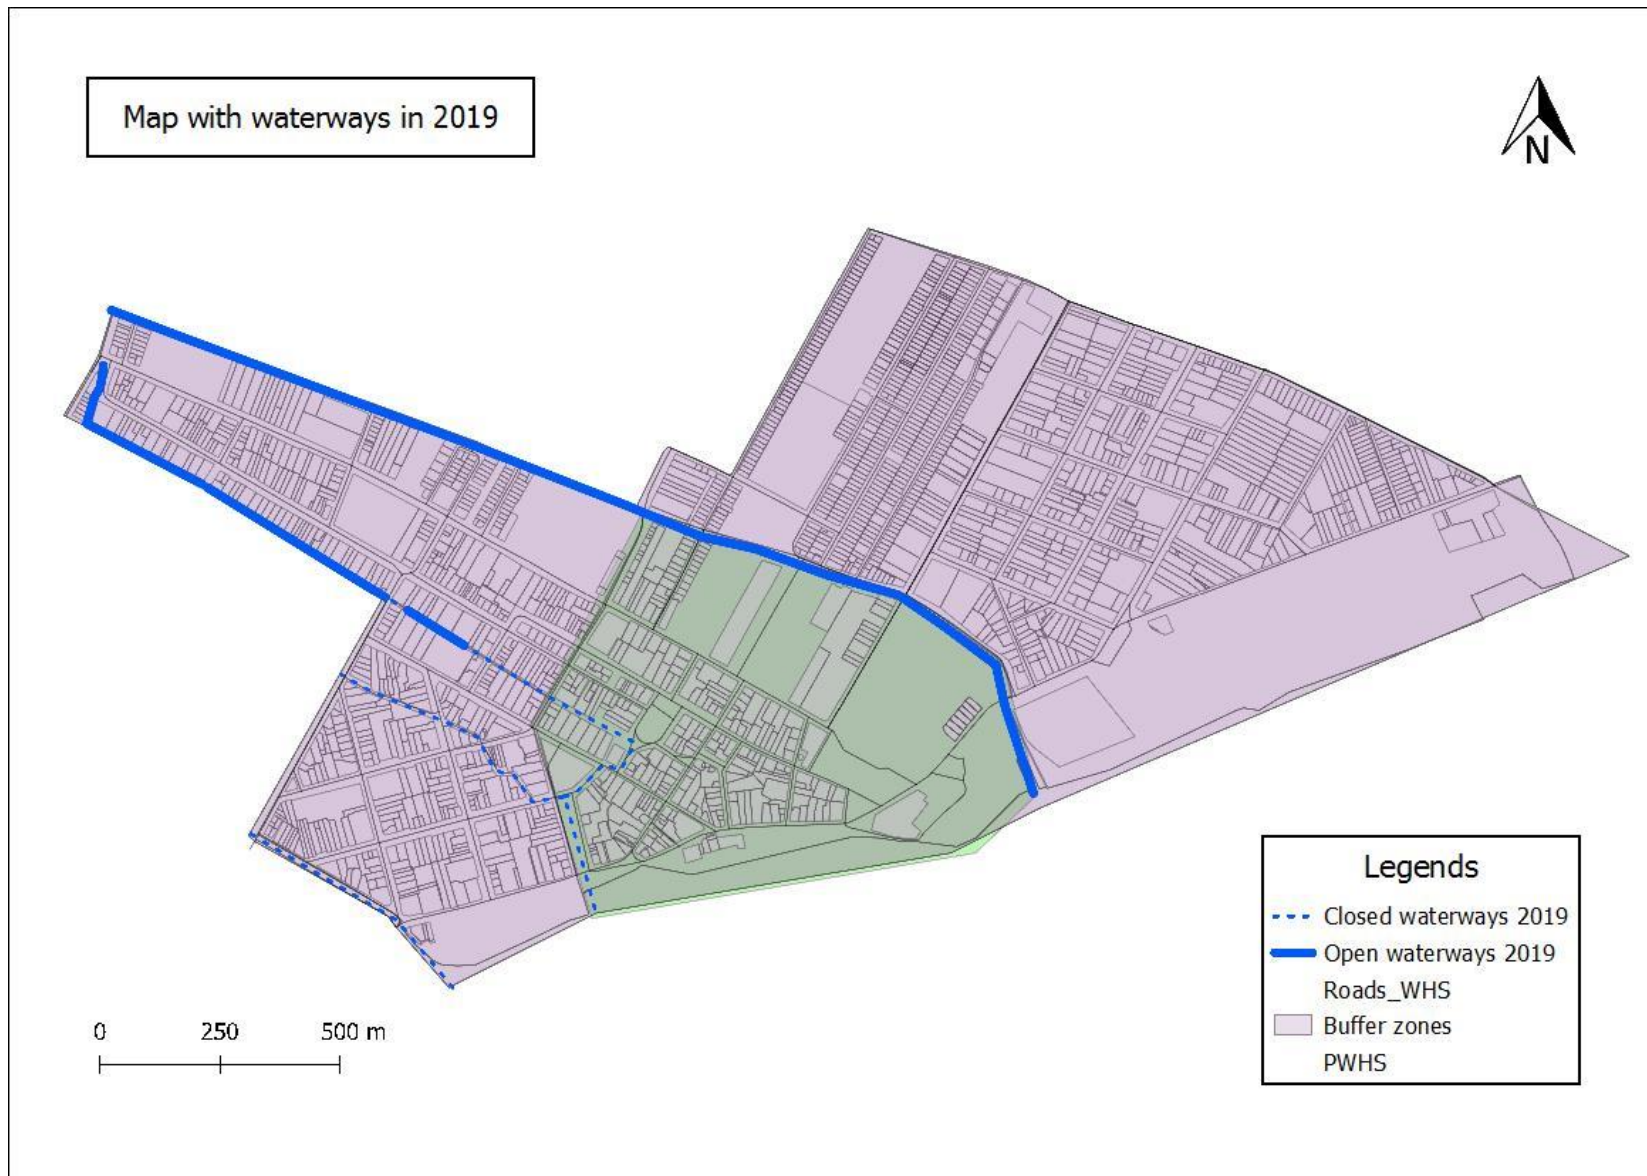 Map with waterways in 2019
N
Legends
Closed waterways 2019
Open waterways 2019
Roads_WHS
Buffer zones
PWHS
0 250 500 m